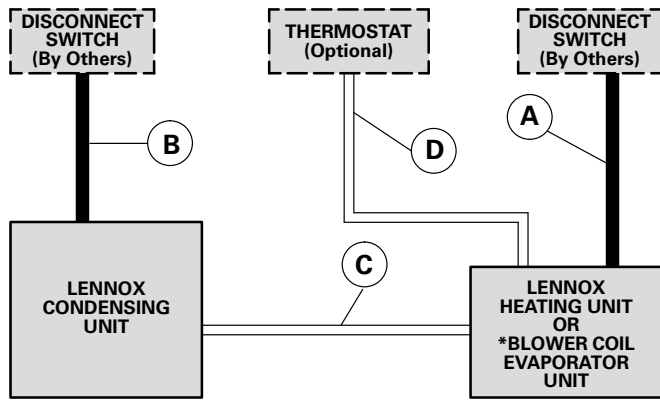 DISCONNECT
SWITCH
(By Others)
THERMOSTAT
(Optional)
DISCONNECT
SWITCH
(By Others)
B
D
A
C
LENNOX
CONDENSING
UNIT
LENNOX
HEATING UNIT
OR
*BLOWER COIL
EVAPORATOR
UNIT